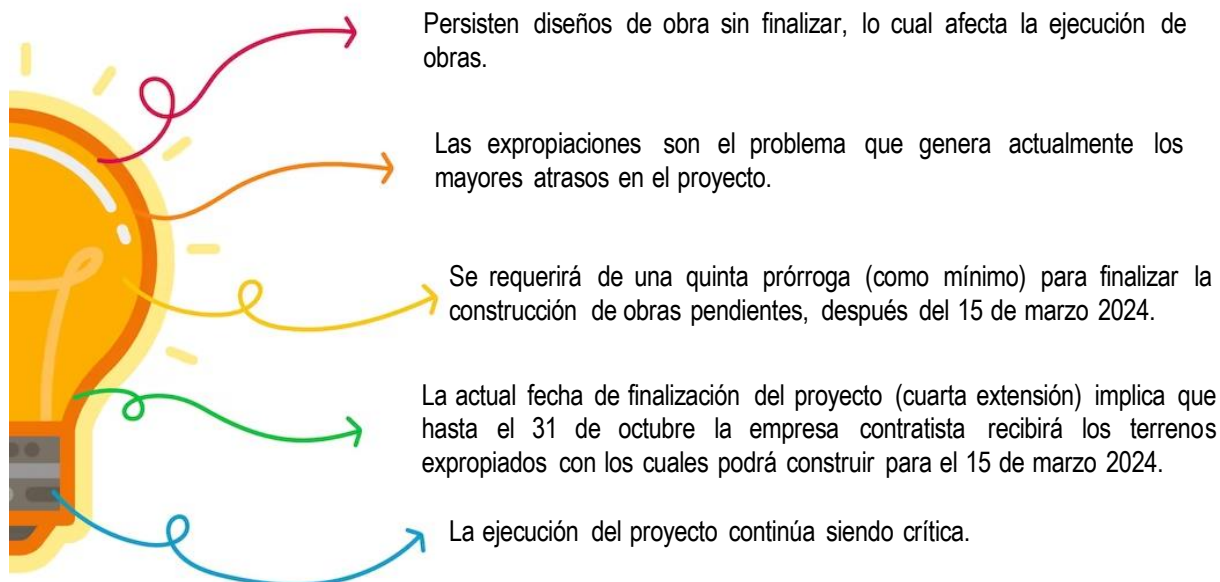 Persisten diseños de obra sin finalizar, lo cual afecta la ejecución de
obras.
Las expropiaciones son el problema que genera actualmente los
mayores atrasos en el proyecto.
Se requerirá de una quinta prórroga (como mínimo) para finalizar la
construcción de obras pendientes, después del 15 de marzo 2024.
La actual fecha de finalización del proyecto (cuarta extensión) implica que
hasta el 31 de octubre la empresa contratista recibirá los terrenos
expropiados con los cuales podrá construir para el 15 de marzo 2024.
La ejecución del proyecto continúa siendo crítica.